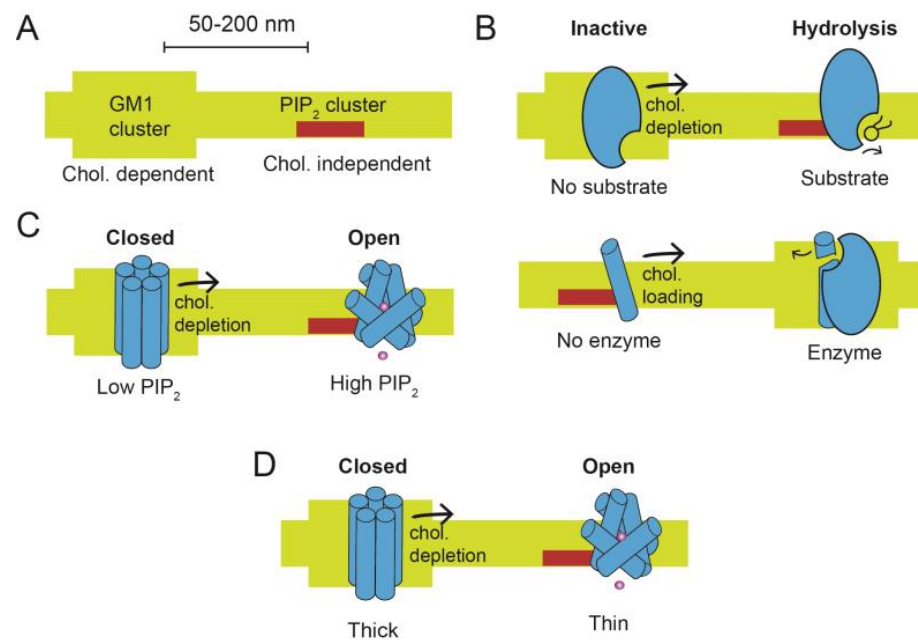 A
50-200 nm
GM1
cluster
PIP₂ cluster
Chol. dependent
Chol. independent
B
Inactive
Hydrolysis
chol.
depletion
No substrate
Substrate
chol.
loading
No enzyme
Enzyme
C
Closed
Open
chol.
depletion
Low PIP₂
High PIP₂
D
Closed
Open
chol.
depletion
Thick
Thin